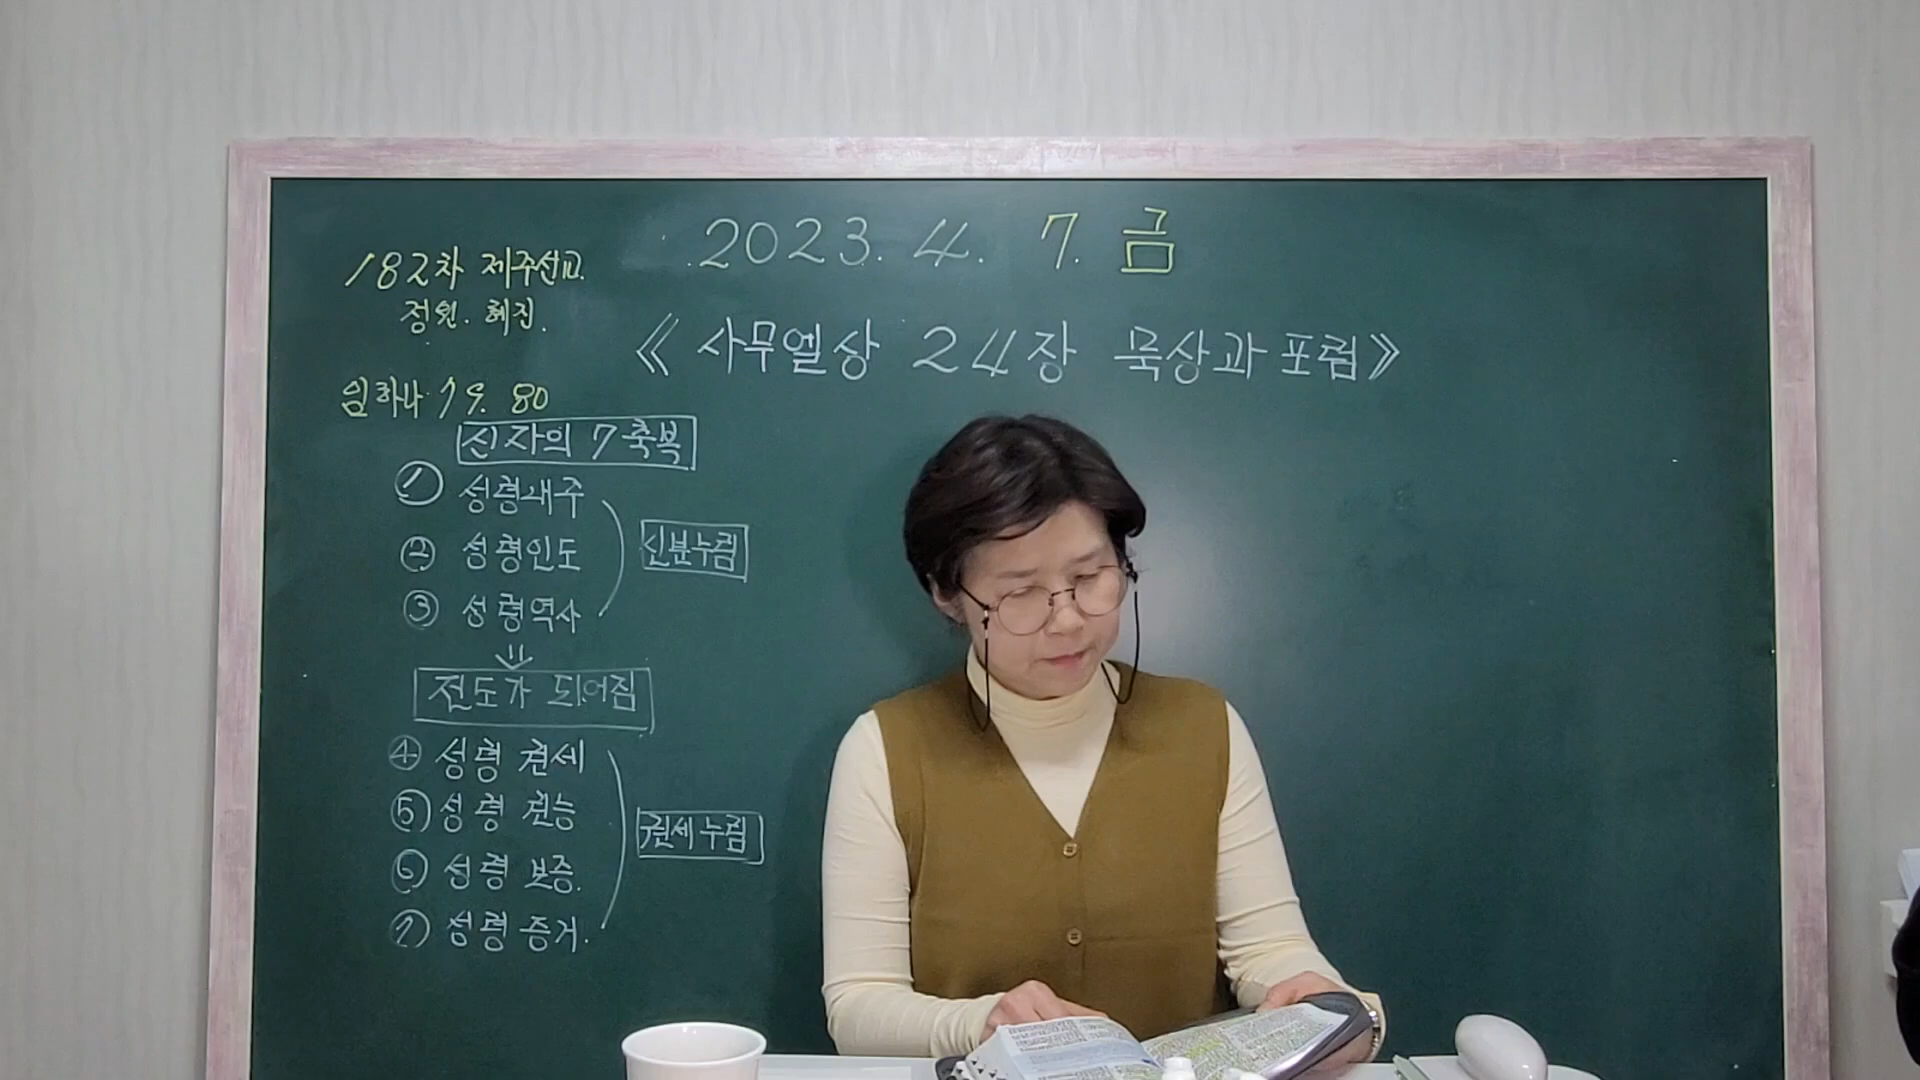 2023. 4. 7. 금
《 사무엘상 24장 묵상과 포럼》
182차 제주선교.
정원. 혜진.
임하나 79. 80
신자의 7축복
① 성령내주
② 성령인도
③ 성령역사
신분누림
전도가 되어짐
④ 성령 권세
⑤ 성령 권능
⑥ 성령 보증.
⑦ 성령 증거.
권세누림